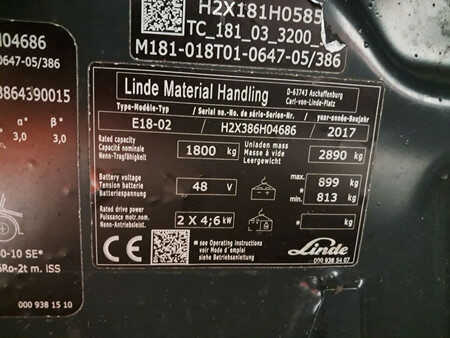 H2X181H0585
TC_181_03_3200_
M181-018T01-0647-05/386
H04686
0647-05/386
3864390015
α° β°
3,0 3,0
0-10 SE*
6Ro-2t m. ISS
000 938 15 10
Linde Material Handling
D-63743 Aschaffenburg
Carl-von-Linde-Platz
Type-Modèle-Typ / Serial no.-No. de série-Serien-Nr. / year-année-Baujahr
E18-02 / H2X386H04686 / 2017
Rated capacity
Capacité nominale
Nenn-Tragfähigkeit
1800 kg
Unladen mass
Masse à vide
Leergewicht
2890 kg
Battery voltage
Tension batterie
Batteriespannung
48 V
max. 899 kg
min. 813 kg
Rated drive power
Puissance motr.nom.
Nenn-Antriebsleist.
2 X 4,6 kW
* kg
CE
* see Operating instructions
voir Mode d'emploi
siehe Betriebsanleitung
Linde
000 938 54 07